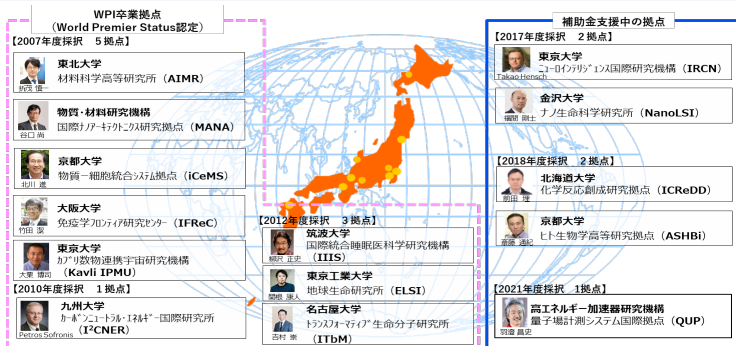 WPI卒業拠点
（World Premier Status認定）
【2007年度採択　５拠点】
東北大学
材料科学高等研究所（AIMR）
折茂 慎一
物質・材料研究機構
国際ﾅﾉｱｰｷﾃｸﾄﾆｸｽ研究拠点（MANA）
谷口 尚
京都大学
物質－細胞統合ｼｽﾃﾑ拠点（iCeMS）
北川 進
大阪大学
免疫学ﾌﾛﾝﾃｨｱ研究ｾﾝﾀｰ（IFReC）
竹田 潔
東京大学
ｶﾌﾞﾘ数物連携宇宙研究機構
（Kavli IPMU）
大栗 博司
【2010年度採択　１拠点】
九州大学
ｶｰﾎﾞﾝﾆｭｰﾄﾗﾙ・ｴﾈﾙｷﾞｰ国際研究所
（I²CNER）
Petros Sofronis
【2012年度採択　３拠点】
筑波大学
国際統合睡眠医科学研究機構
（IIIS）
柳沢 正史
東京工業大学
地球生命研究所（ELSI）
関根 康人
名古屋大学
ﾄﾗﾝｽﾌｫｰﾏﾃｨﾌﾞ生命分子研究所
（ITbM）
吉村 崇
補助金支援中の拠点
【2017年度採択　２拠点】
東京大学
ﾆｭｰﾛｲﾝﾃﾘｼﾞｪﾝｽ国際研究機構（IRCN）
Takao Hensch
金沢大学
ナノ生命科学研究所（NanoLSI）
福間 剛士
【2018年度採択　２拠点】
北海道大学
化学反応創成研究拠点（ICReDD）
前田 理
京都大学
ヒト生物学高等研究拠点（ASHBi）
斎藤 通紀
【2021年度採択　1拠点】
高エネルギー加速器研究機構
量子場計測システム国際拠点（QUP）
羽澄 昌史